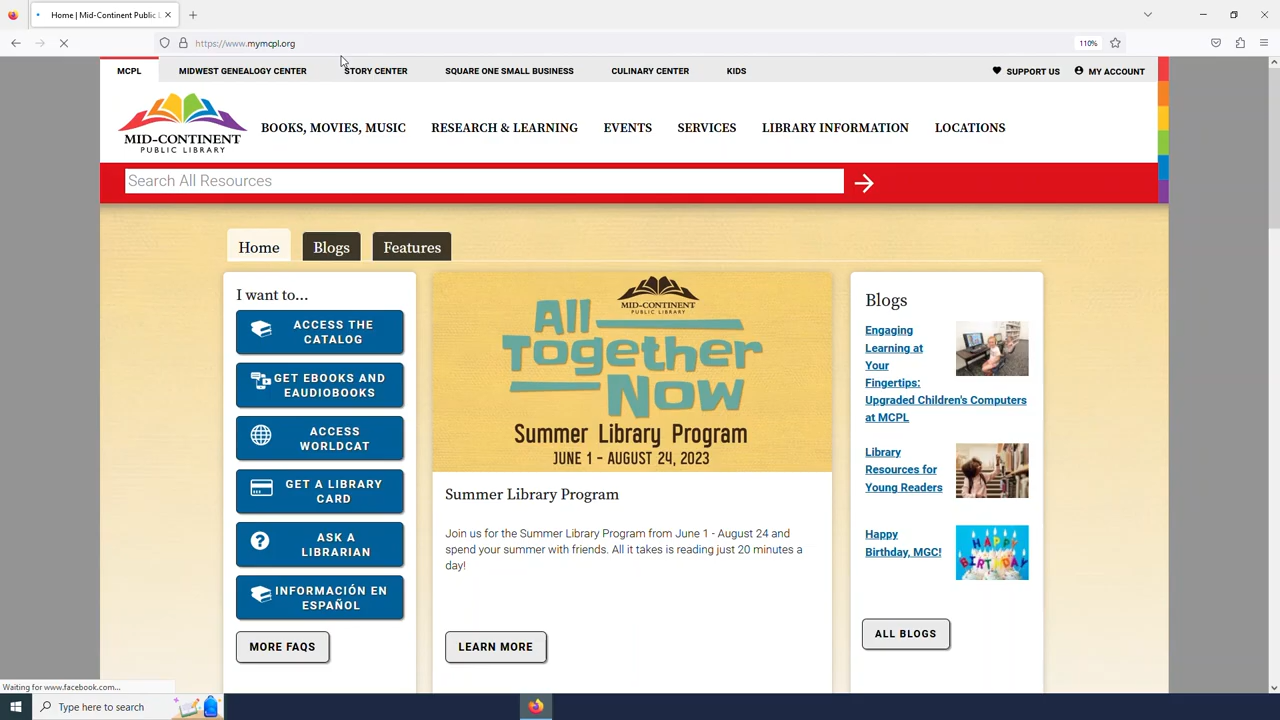 Home | Mid-Continent Public L
https://www.mymcpl.org
110%
MCPL
MIDWEST GENEALOGY CENTER
STORY CENTER
SQUARE ONE SMALL BUSINESS
CULINARY CENTER
KIDS
SUPPORT US
MY ACCOUNT
MID-CONTINENT
PUBLIC LIBRARY
BOOKS, MOVIES, MUSIC
RESEARCH & LEARNING
EVENTS
SERVICES
LIBRARY INFORMATION
LOCATIONS
Search All Resources
Home
Blogs
Features
I want to...
ACCESS THE
CATALOG
GET EBOOKS AND
EAUDIOBOOKS
ACCESS
WORLDCAT
GET A LIBRARY
CARD
ASK A
LIBRARIAN
INFORMACIÓN EN
ESPAÑOL
MORE FAQS
MID-CONTINENT
PUBLIC LIBRARY
All
Together
Now
Summer Library Program
JUNE 1 - AUGUST 24, 2023
Summer Library Program
Join us for the Summer Library Program from June 1 - August 24 and
spend your summer with friends. All it takes is reading just 20 minutes a
day!
LEARN MORE
Blogs
Engaging
Learning at
Your
Fingertips:
Upgraded Children's Computers
at MCPL
Library
Resources for
Young Readers
Happy
Birthday, MGC!
HAPPY
BIRTHDAY
ALL BLOGS
Waiting for www.facebook.com...
Type here to search